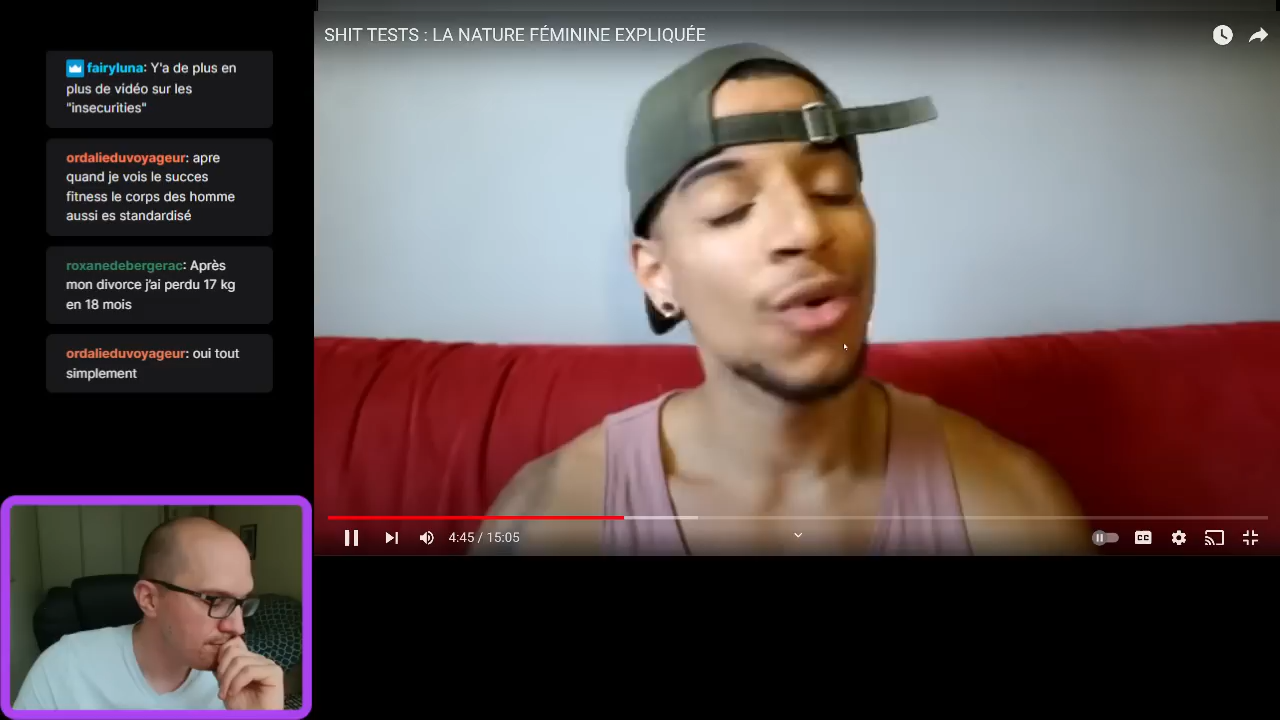 fairyluna: Y'a de plus en
plus de vidéo sur les
"insecurities"
ordalieduvoyageur: apre
quand je vois le succes
fitness le corps des homme
aussi es standardisé
roxanedebergerac: Après
mon divorce j'ai perdu 17 kg
en 18 mois
ordalieduvoyageur: oui tout
simplement
SHIT TESTS : LA NATURE FÉMININE EXPLIQUÉE
4:45 / 15:05
CC